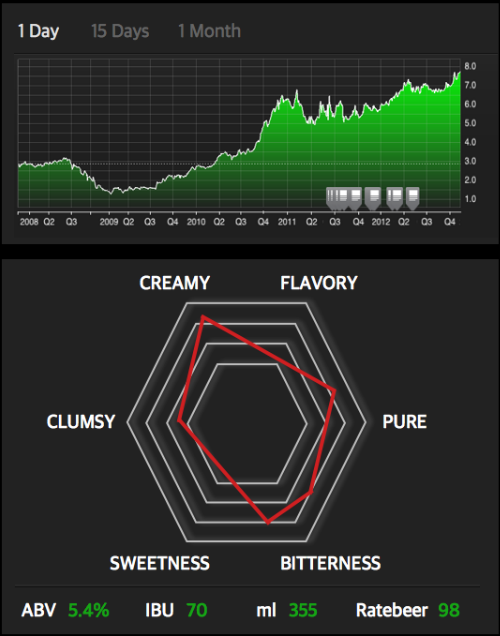 1 Day 15 Days 1 Month
8.0
7.0
6.0
5.0
4.0
3.0
2.0
1.0
2008 Q2 Q3 2009 Q2 Q3 2010 Q2 Q3 Q4 2011 Q2 Q3 Q4 2012 Q2 Q3 Q4
CREAMY FLAVORY
CLUMSY PURE
SWEETNESS BITTERNESS
ABV 5.4% IBU 70 ml 355 Ratebeer 98